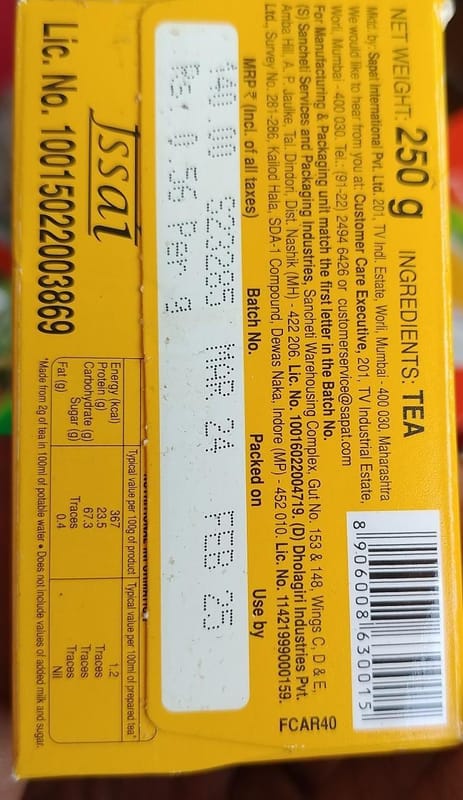 NET WEIGHT: 250 g INGREDIENTS: TEA
Mktd. by: Sapat International Pvt. Ltd. 201, TV Indl. Estate, Worli, Mumbai - 400 030, Maharashtra
We would like to hear from you at: Customer Care Executive, 201, TV Industrial Estate,
Worli, Mumbai - 400 030. Tel.: (91-22) 2494 6426 or customerservice@sapat.com
For Manufacturing & Packaging unit match the first letter in the Batch No.
(S) Sancheti Services and Packaging Industries, Sancheti Warehousing Complex, Gut No. 153 & 148, Wings C, D & E,
Amba Hill, A. P. Jaulke, Tal. Dindori, Dist. Nashik (MH) - 422 206. Lic. No. 10016022004719. (D) Dholagiri Industries Pvt.
Ltd., Survey No. 281-286, Kailod Hala, SDA-1 Compound, Dewas Naka, Indore (MP) - 452 010. Lic. No. 11421999000159.
8 906008 630015
FCAR40
MRP ₹ (Incl. of all taxes) Batch No. Packed on Use by
140.00 S23285 MAR 24 FEB 25
Rs 0.56 Per g
fssai
Lic. No. 10015022003869
Typical value per 100g of product Typical value per 100ml of prepared tea*
Energy (kcal) 367 1.2
Protein (g) 23.5 Traces
Carbohydrate (g) 67.3 Traces
Sugar (g) Traces Traces
Fat (g) 0.4 Nil
*Made from 2g of tea in 100ml of potable water • Does not include values of added milk and sugar.